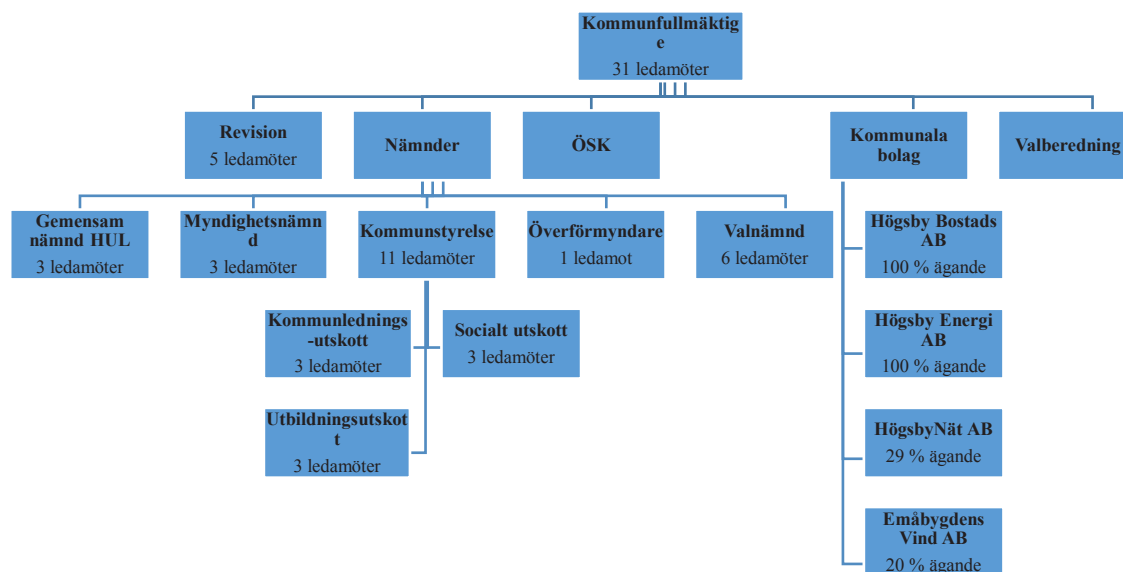 Kommunfullmäktig
e
31 ledamöter
Revision
5 ledamöter
Nämnder
ÖSK
Kommunala
bolag
Valberedning
Gemensam
nämnd HUL
3 ledamöter
Myndighetsnämn
d
3 ledamöter
Kommunstyrelse
11 ledamöter
Överförmyndare
1 ledamot
Valnämnd
6 ledamöter
Högsby Bostads
AB
100 % ägande
Kommunlednings
-utskott
3 ledamöter
Socialt utskott
3 ledamöter
Högsby Energi
AB
100 % ägande
Utbildningsutskot
t
3 ledamöter
HögsbyNät AB
29 % ägande
Emåbygdens
Vind AB
20 % ägande